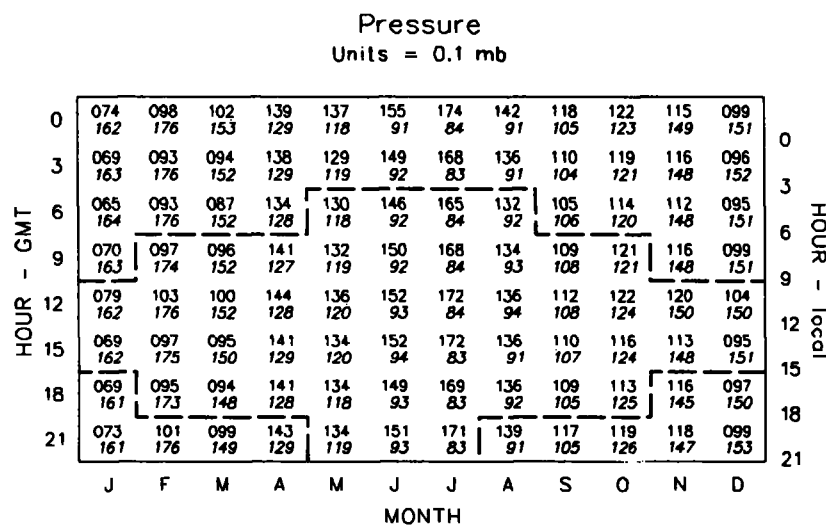 Pressure
Units = 0.1 mb
0 074 098 102 139 137 155 174 142 118 122 115 099
162 176 153 129 118 91 84 91 105 123 149 151
0
3 069 093 094 138 129 149 168 136 110 119 116 096
163 176 152 129 119 92 83 91 104 121 148 152
3
6 065 093 087 134 130 146 165 132 105 114 112 095
164 176 152 128 118 92 84 92 106 120 148 151
6
9 070 097 096 141 132 150 168 134 109 121 116 099
163 174 152 127 119 92 84 93 108 121 148 151
9
12 079 103 100 144 136 152 172 136 112 122 120 104
162 176 152 128 120 93 84 94 108 124 150 150
12
15 069 097 095 141 134 152 172 136 110 116 113 095
162 175 150 129 120 94 83 91 107 124 148 151
15
18 069 095 094 141 134 149 169 136 109 113 116 097
161 173 148 128 118 93 83 92 105 125 145 150
18
21 073 101 099 143 134 151 171 139 117 119 118 099
161 176 149 129 119 93 83 91 105 126 147 153
21
J F M A M J J A S O N D
MONTH
HOUR - GMT
HOUR - local